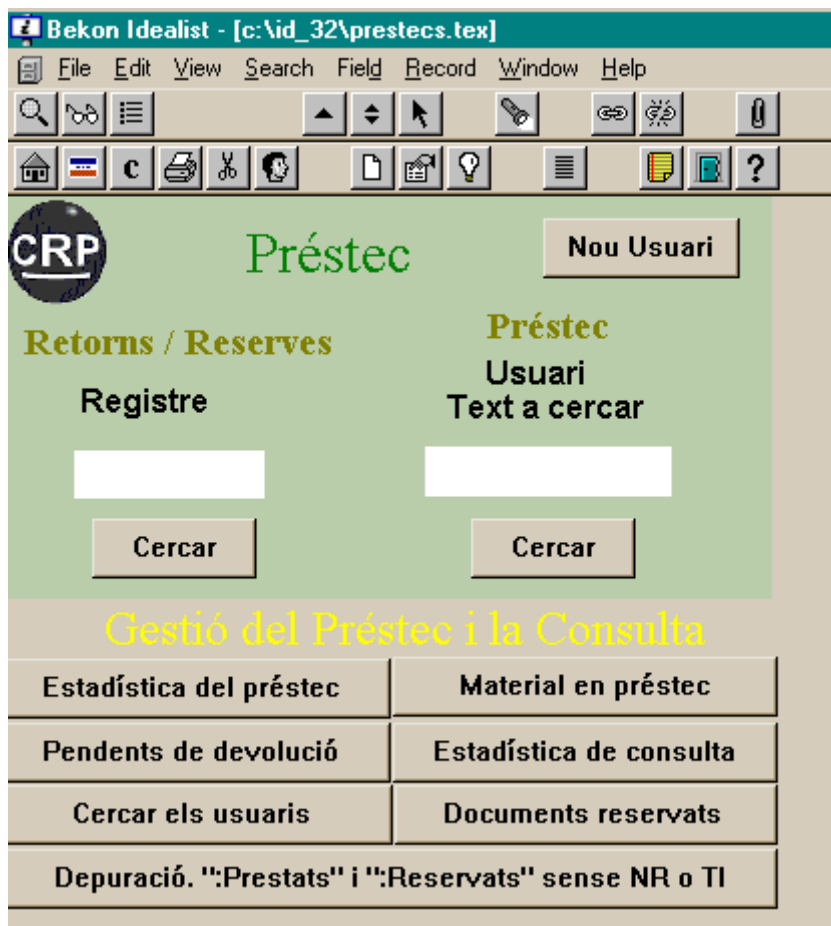 Bekon Idealist - [c:\id_32\prestecs.tex]
File Edit View Search Field Record Window Help
c ?
CRP
Préstec
Nou Usuari
Retorns / Reserves
Préstec
Registre
Usuari
Text a cercar
Cercar
Cercar
Gestió del Préstec i la Consulta
Estadística del préstec
Material en préstec
Pendents de devolució
Estadística de consulta
Cercar els usuaris
Documents reservats
Depuració. ":Prestats" i ":Reservats" sense NR o TI